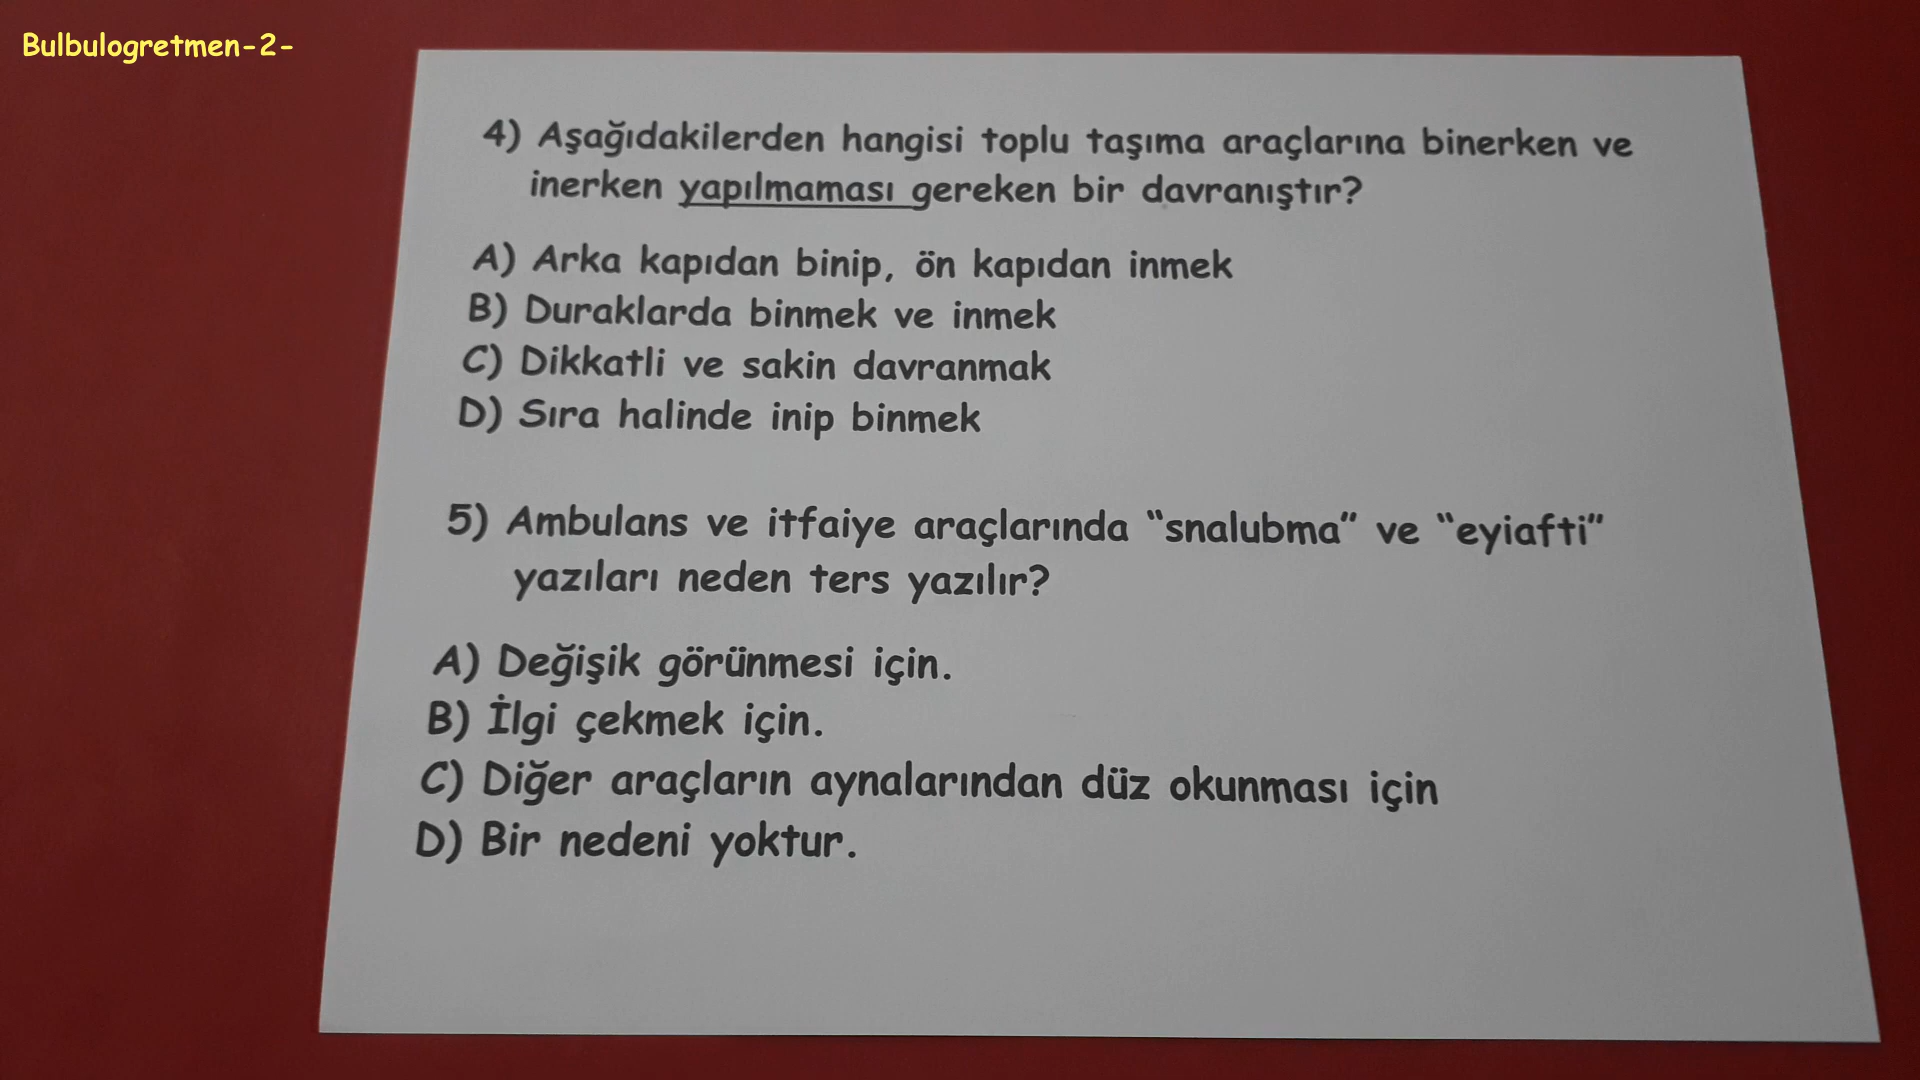 Bulbulogretmen-2-
4) Aşağıdakilerden hangisi toplu taşıma araçlarına binerken ve
inerken yapılmaması gereken bir davranıştır?
A) Arka kapıdan binip, ön kapıdan inmek
B) Duraklarda binmek ve inmek
C) Dikkatli ve sakin davranmak
D) Sıra halinde inip binmek
5) Ambulans ve itfaiye araçlarında “snalubma” ve “eyiafti”
yazıları neden ters yazılır?
A) Değişik görünmesi için.
B) İlgi çekmek için.
C) Diğer araçların aynalarından düz okunması için
D) Bir nedeni yoktur.